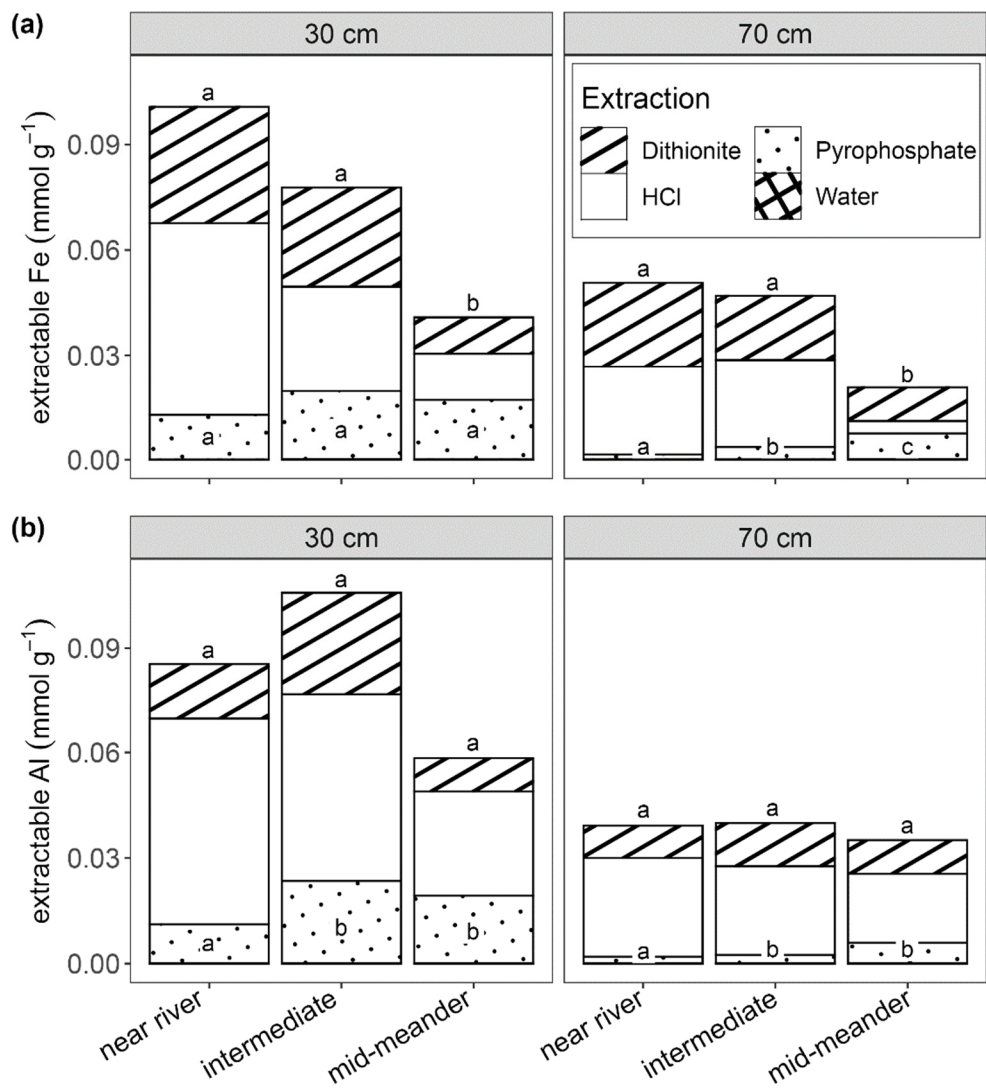 (a)
30 cm
70 cm
extractable Fe (mmol g⁻¹)
0.09
0.06
0.03
0.00
a
a
b
a
a
a
Extraction
Dithionite
Pyrophosphate
HCl
Water
a
a
b
a
b
c
(b)
30 cm
70 cm
extractable Al (mmol g⁻¹)
0.09
0.06
0.03
0.00
a
a
a
a
b
b
a
a
a
a
b
b
near river
intermediate
mid-meander
near river
intermediate
mid-meander